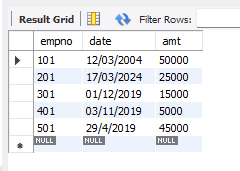 Result Grid Filter Rows:
empno date amt
101 12/03/2004 50000
201 17/03/2024 25000
301 01/12/2019 15000
401 03/11/2019 5000
501 29/4/2019 45000
NULL NULL NULL